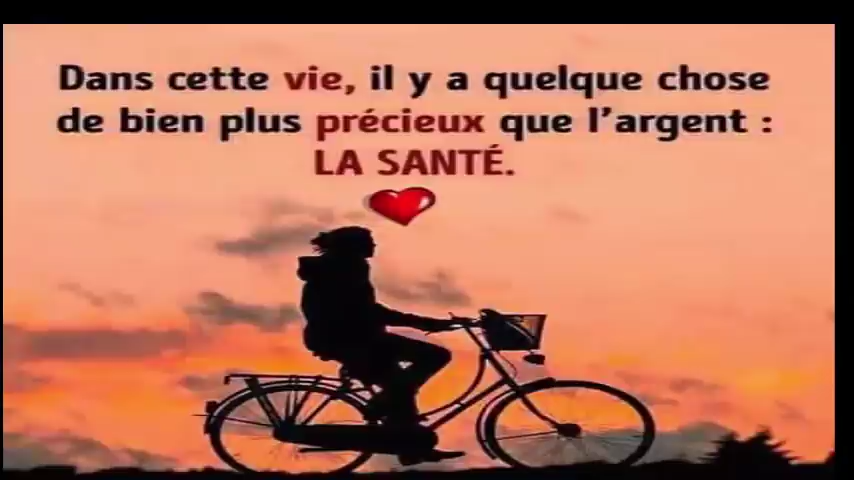 Dans cette vie, il y a quelque chose
de bien plus précieux que l'argent :
LA SANTÉ.